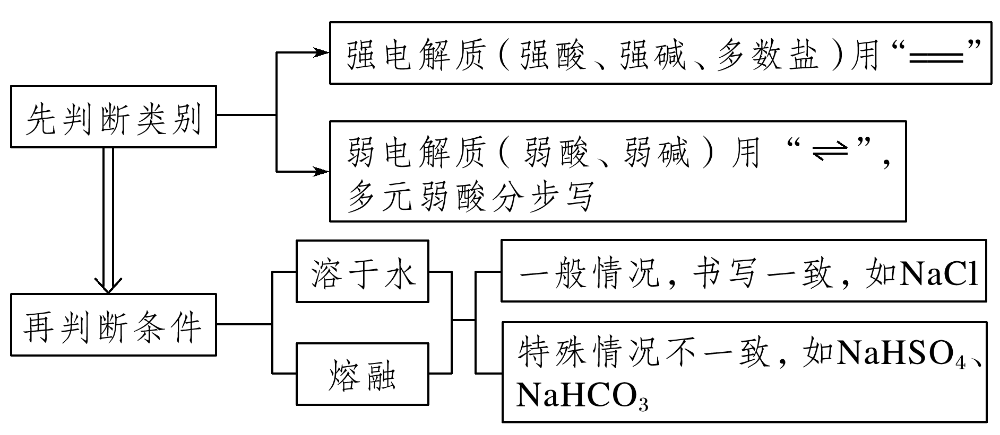 强电解质(强酸、强碱、多数盐)用“══”
先判断类别
弱电解质(弱酸、弱碱)用“⇌”,
多元弱酸分步写
溶于水
一般情况,书写一致,如NaCl
再判断条件
特殊情况不一致,如NaHSO₄、
NaHCO₃
熔融